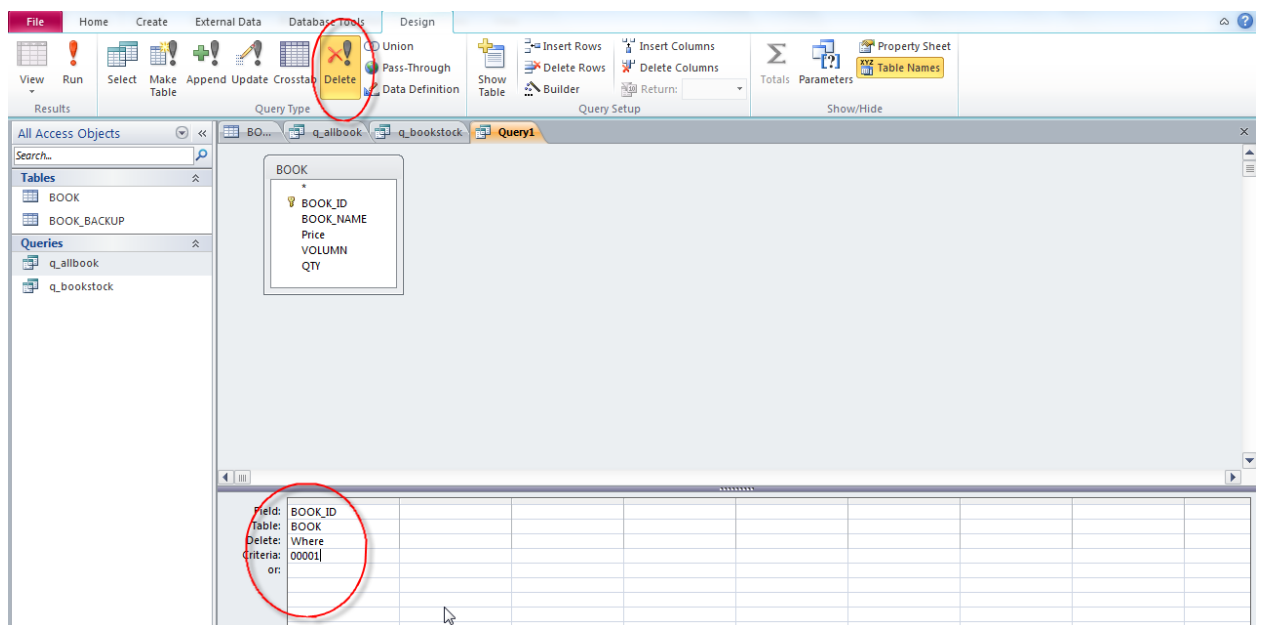 File Home Create External Data Database Tools Design
Union Insert Rows Insert Columns Property Sheet
Pass-Through Delete Rows Delete Columns Table Names
View Run Select Make Table Append Update Crosstab Delete Data Definition Show Table Builder Return: Totals Parameters
Results Query Type Query Setup Show/Hide
All Access Objects BO... q_allbook q_bookstock Query1
Search...
Tables
BOOK
BOOK_BACKUP
Queries
q_allbook
q_bookstock
BOOK
*
BOOK_ID
BOOK_NAME
Price
VOLUMN
QTY
Field: BOOK_ID
Table: BOOK
Delete: Where
Criteria: 00001
or: